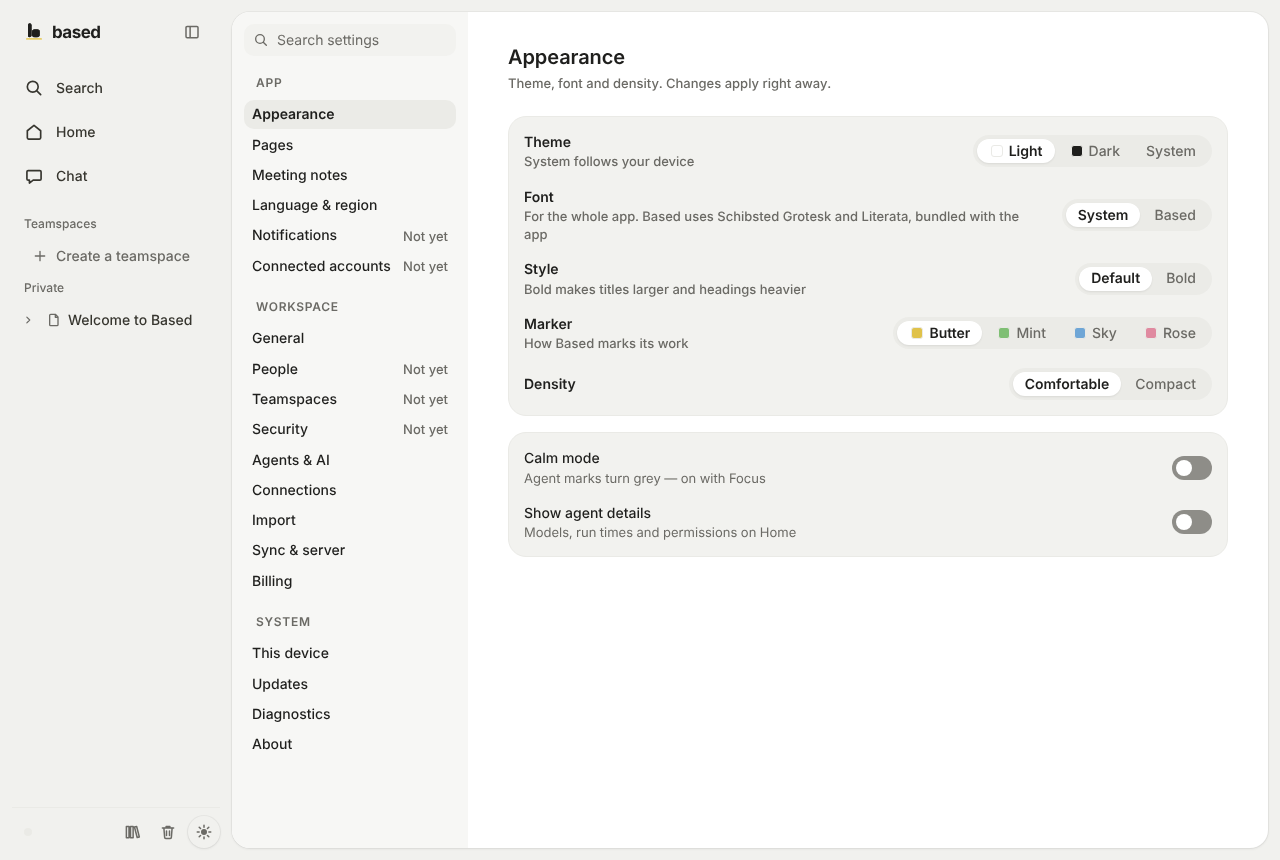 based
Search
Home
Chat
Teamspaces
Create a teamspace
Private
Welcome to Based
Search settings
APP
Appearance
Pages
Meeting notes
Language & region
Notifications Not yet
Connected accounts Not yet
WORKSPACE
General
People Not yet
Teamspaces Not yet
Security Not yet
Agents & AI
Connections
Import
Sync & server
Billing
SYSTEM
This device
Updates
Diagnostics
About
Appearance
Theme, font and density. Changes apply right away.
Theme
System follows your device
Light Dark System
Font
For the whole app. Based uses Schibsted Grotesk and Literata, bundled with the
app
System Based
Style
Bold makes titles larger and headings heavier
Default Bold
Marker
How Based marks its work
Butter Mint Sky Rose
Density
Comfortable Compact
Calm mode
Agent marks turn grey — on with Focus
Show agent details
Models, run times and permissions on Home